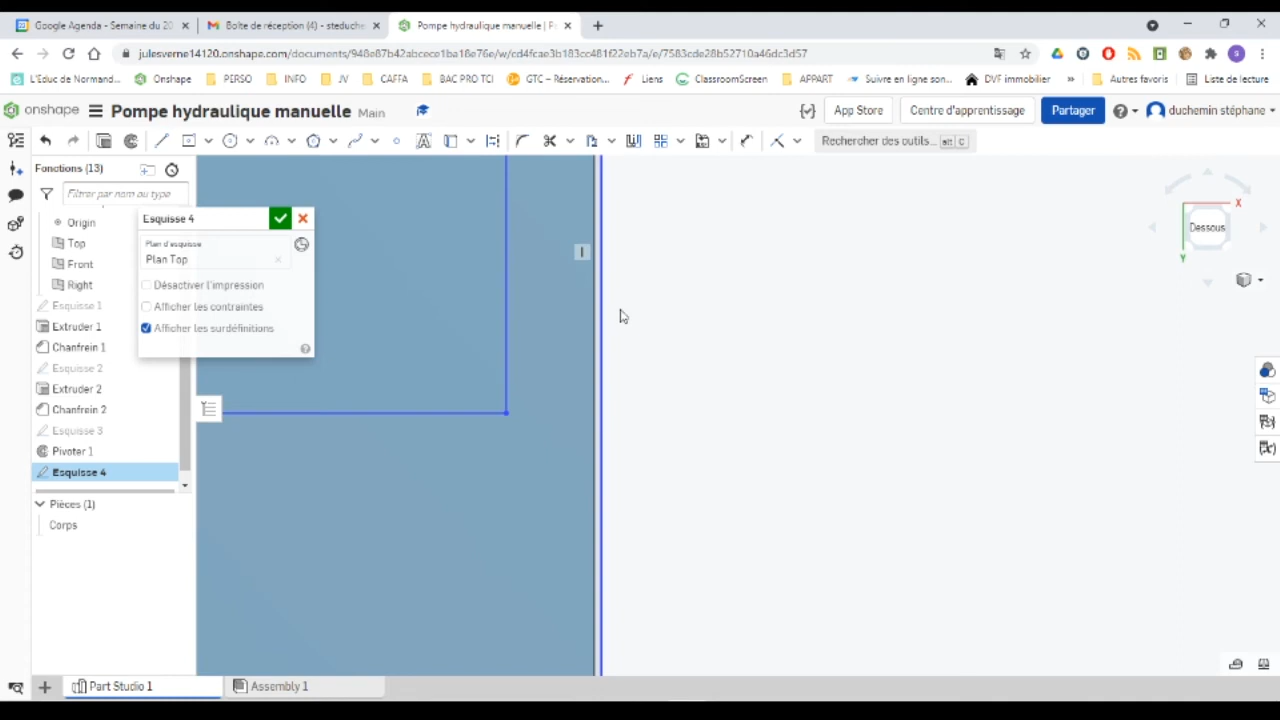 Google Agenda - Semaine du 20
Boîte de réception (4) - steduche
Pompe hydraulique manuelle | P
julesverne14120.onshape.com/documents/948e87b42abcece1ba18e76e/w/cd4fcae3b183cc481f22eb7a/e/7583cde28b52710a46dc3d57
L'Éduc de Normand...
Onshape
PERSO
INFO
JV
CAFFA
BAC PRO TCI
GTC – Réservation...
Liens
ClassroomScreen
APPART
Suivre en ligne son...
DVF immobilier
»
Autres favoris
Liste de lecture
onshape
Pompe hydraulique manuelle Main
App Store
Centre d'apprentissage
Partager
duchemin stéphane
Rechercher des outils... alt C
Fonctions (13)
Filtrer par nom ou type
Origin
Top
Front
Right
Esquisse 1
Extruder 1
Chanfrein 1
Esquisse 2
Extruder 2
Chanfrein 2
Esquisse 3
Pivoter 1
Esquisse 4
Pièces (1)
Corps
Esquisse 4
Plan d'esquisse
Plan Top
Désactiver l'impression
Afficher les contraintes
Afficher les surdéfinitions
Dessous
X
Y
Part Studio 1
Assembly 1